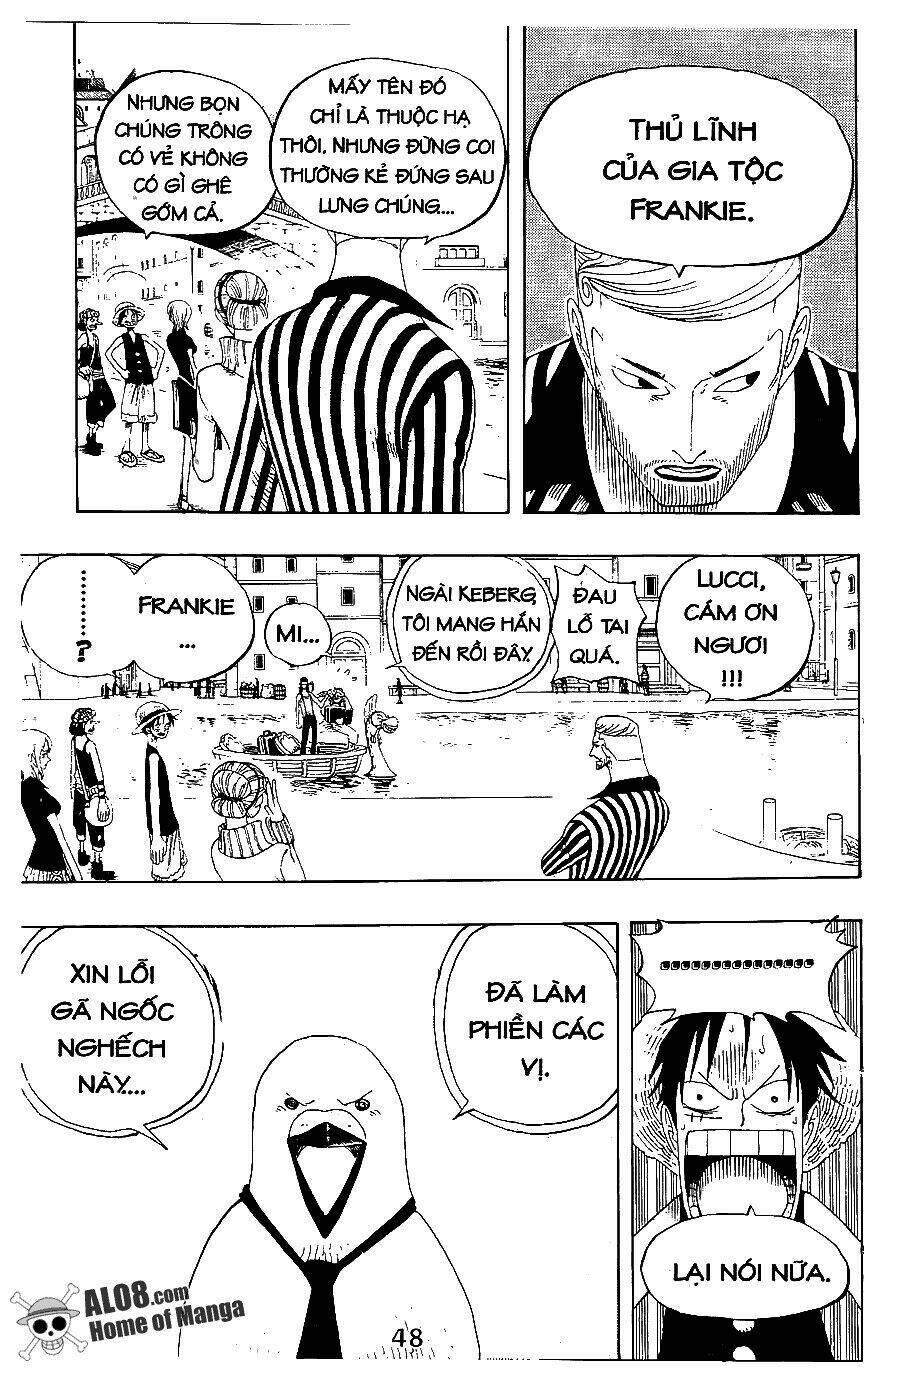 MẤY TÊN ĐÓ
CHỈ LÀ THUỘC HẠ
THÔI, NHƯNG ĐỪNG COI
THƯỜNG KẺ ĐỨNG SAU
LƯNG CHÚNG...
NHƯNG BỌN
CHÚNG TRÔNG
CÓ VẺ KHÔNG
CÓ GÌ GHÊ
GỚM CẢ.
THỦ LĨNH
CỦA GIA TỘC
FRANKIE.
LUCCI,
CÁM ƠN
NGƯƠI
!!!
ĐAU
LỖ TAI
QUÁ.
NGÀI KEBERG,
TÔI MANG HẮN
ĐẾN RỒI ĐÂY.
MI...
FRANKIE
...
........
?
ĐÃ LÀM
PHIỀN CÁC
VỊ.
XIN LỖI
GÃ NGỐC
NGHẾCH
NÀY....
................
LẠI NÓI NỮA.
AL08.com
Home of Manga
48